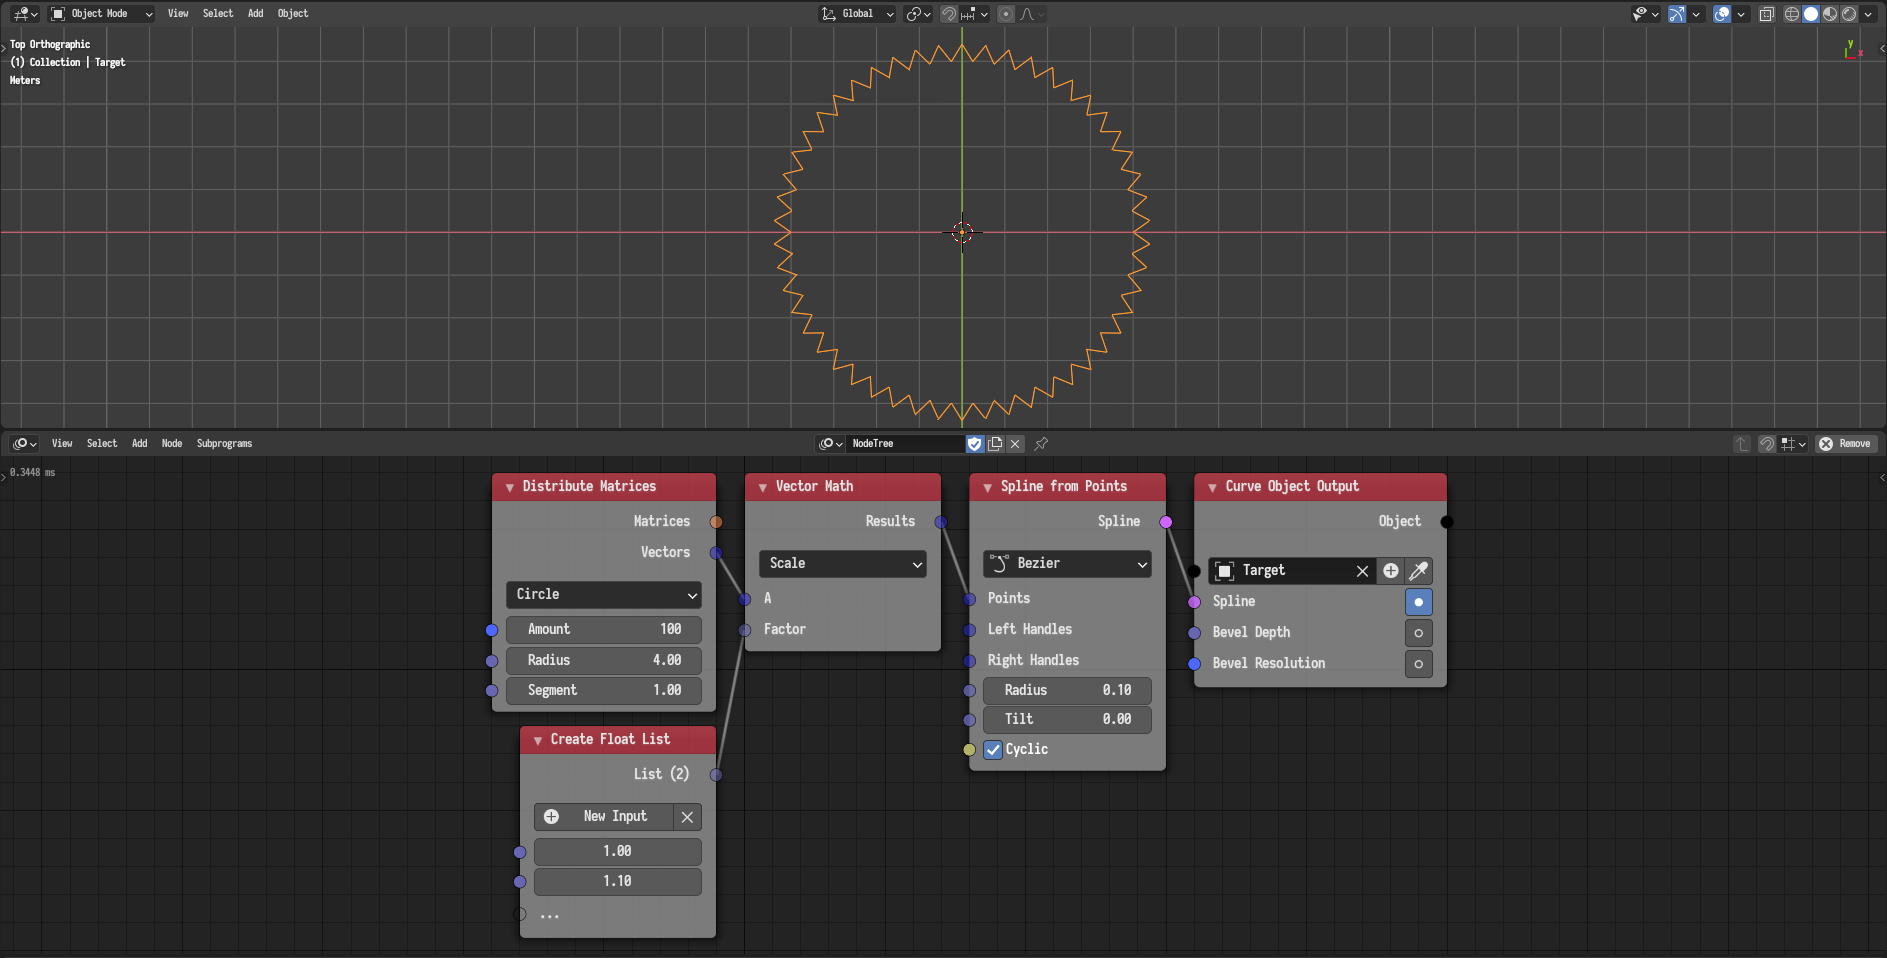 Object Mode View Select Add Object Global
Top Orthographic
(1) Collection | Target
Meters
Y
X
View Select Add Node Subprograms NodeTree Remove
0.3448 ms
Distribute Matrices
Matrices
Vectors
Circle
Amount 100
Radius 4.00
Segment 1.00
Create Float List
List (2)
New Input
1.00
1.10
...
Vector Math
Results
Scale
A
Factor
Spline from Points
Spline
Bezier
Points
Left Handles
Right Handles
Radius 0.10
Tilt 0.00
Cyclic
Curve Object Output
Object
Target
Spline
Bevel Depth
Bevel Resolution